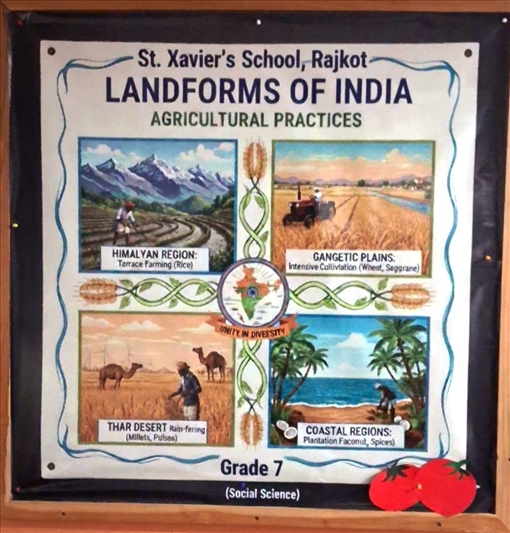 St. Xavier's School, Rajkot
LANDFORMS OF INDIA
AGRICULTURAL PRACTICES
HIMALYAN REGION:
Terrace Farming (Rice)
GANGETIC PLAINS:
Intensive Cultiviation (Wheat, Saggrane)
UNITY IN DIVEESITY
THAR DESERT Rain-fering
(Millets, Pulses)
COASTAL REGIONS:
Plantation Faconut, Spices)
Grade 7
(Social Science)